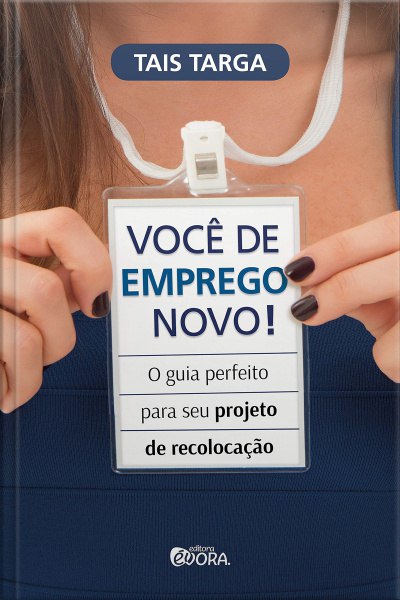 TAIS TARGA
VOCÊ DE
EMPREGO
NOVO!
O guia perfeito
para seu projeto
de recolocação
editora
évORA.